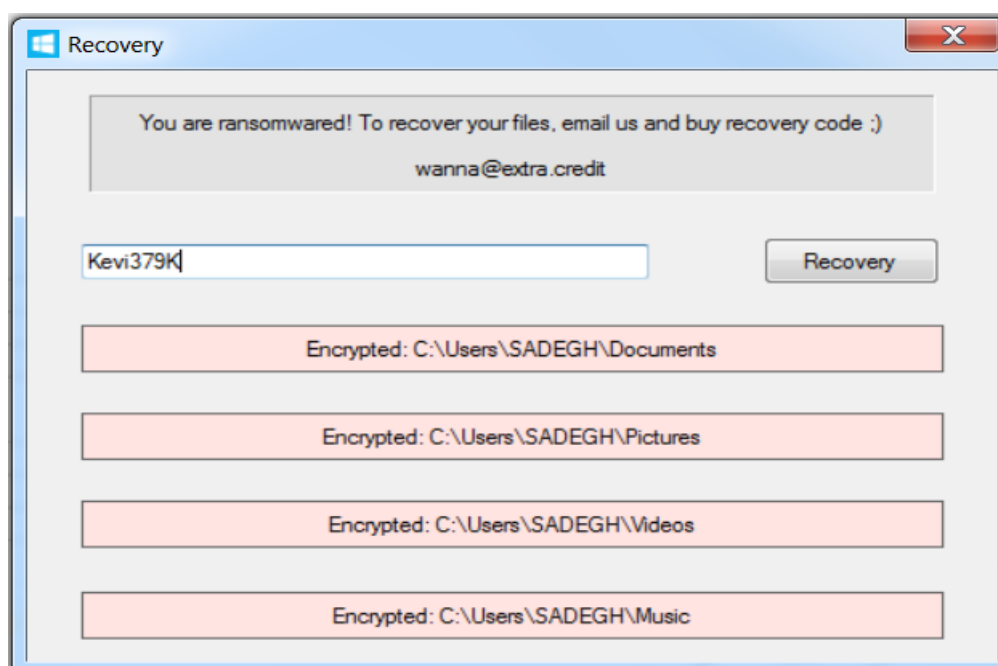 Recovery
You are ransomwared! To recover your files, email us and buy recovery code ;)
wanna@extra.credit
Kevi379K
Recovery
Encrypted: C:\Users\SADEGH\Documents
Encrypted: C:\Users\SADEGH\Pictures
Encrypted: C:\Users\SADEGH\Videos
Encrypted: C:\Users\SADEGH\Music